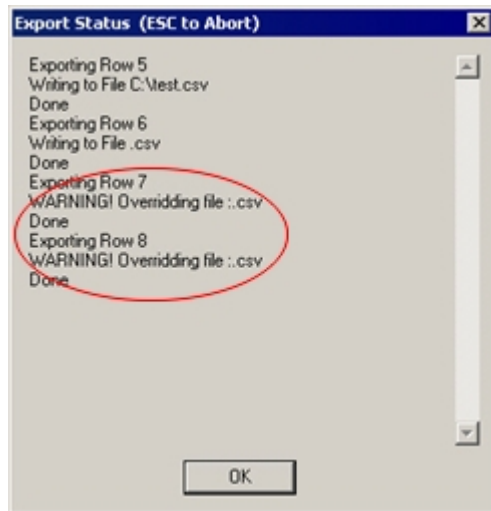 Export Status (ESC to Abort)
Exporting Row 5
Writing to File C:\test.csv
Done
Exporting Row 6
Writing to File .csv
Done
Exporting Row 7
WARNING! Overridding file :.csv
Done
Exporting Row 8
WARNING! Overridding file :.csv
Done
OK